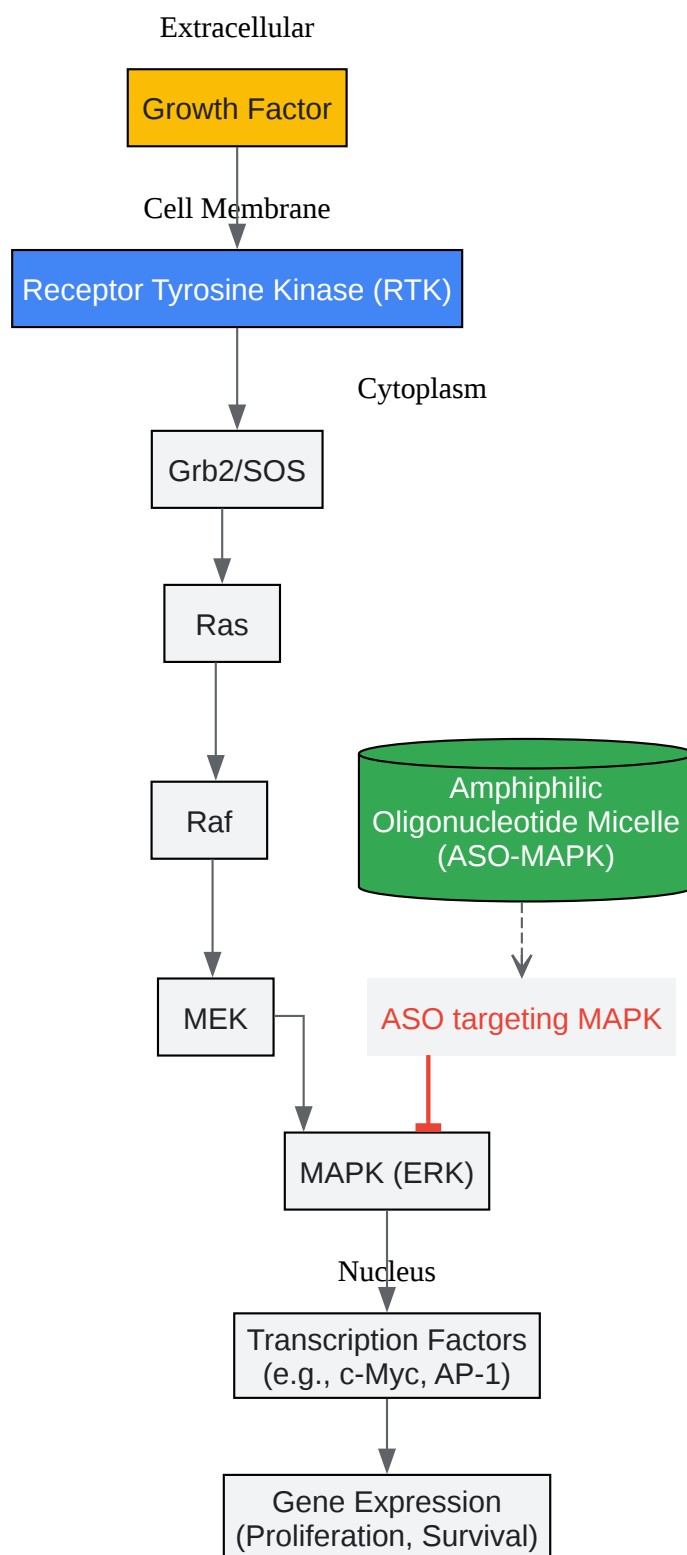 Extracellular
Growth Factor
Cell Membrane
Receptor Tyrosine Kinase (RTK)
Cytoplasm
Grb2/SOS
Ras
Raf
Amphiphilic
Oligonucleotide Micelle
(ASO-MAPK)
MEK
ASO targeting MAPK
MAPK (ERK)
Nucleus
Transcription Factors
(e.g., c-Myc, AP-1)
Gene Expression
(Proliferation, Survival)